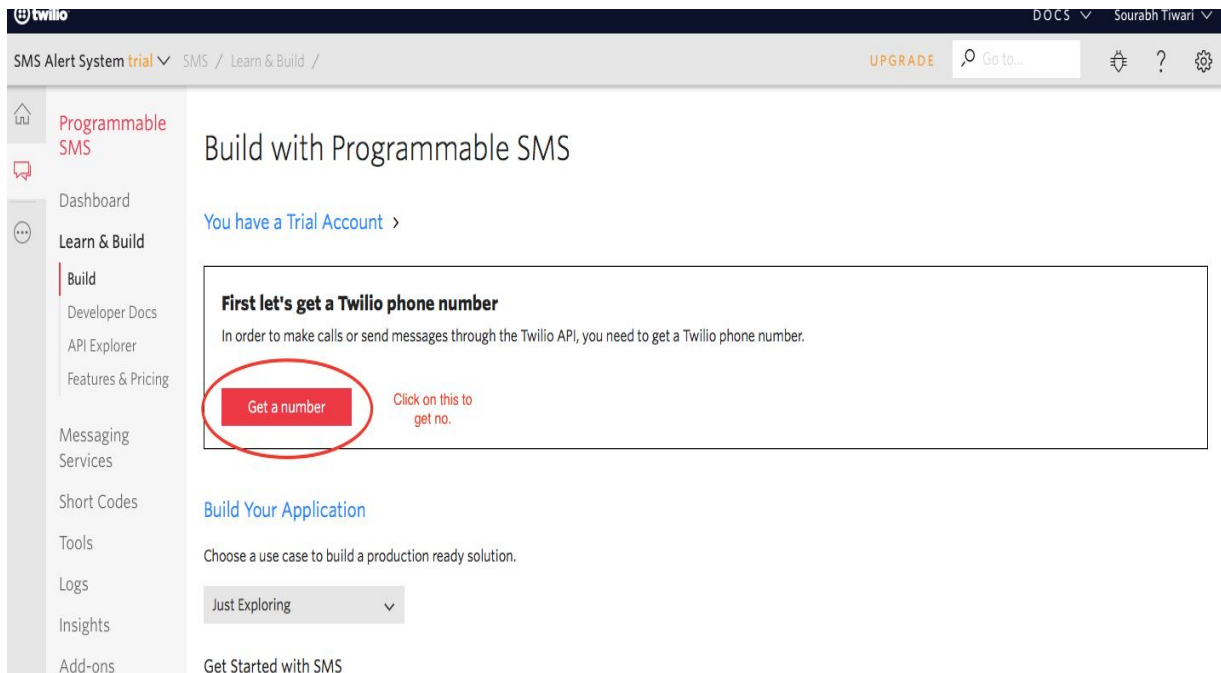 twilio
DOCS
Sourabh Tiwari
SMS Alert System trial
SMS / Learn & Build /
UPGRADE
Go to...
?
Programmable
SMS
Dashboard
Learn & Build
Build
Developer Docs
API Explorer
Features & Pricing
Messaging
Services
Short Codes
Tools
Logs
Insights
Add-ons
Build with Programmable SMS
You have a Trial Account >
First let's get a Twilio phone number
In order to make calls or send messages through the Twilio API, you need to get a Twilio phone number.
Get a number
Click on this to
get no.
Build Your Application
Choose a use case to build a production ready solution.
Just Exploring
Get Started with SMS